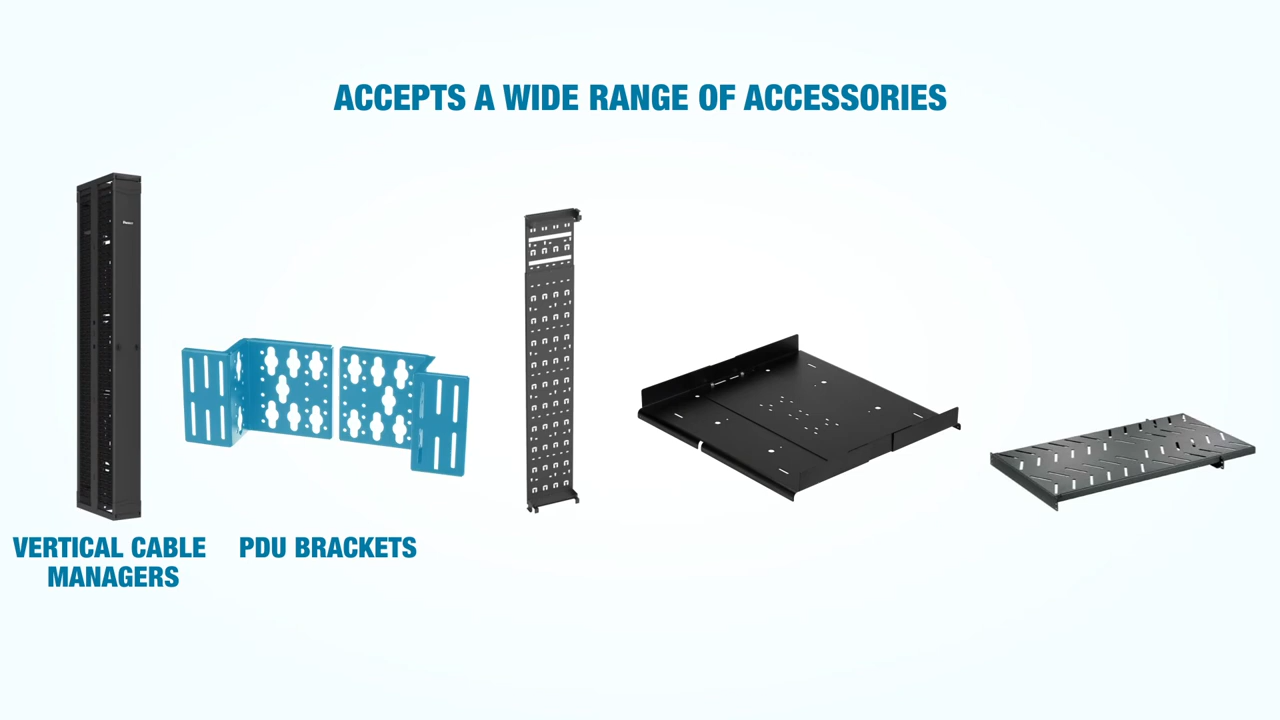 ACCEPTS A WIDE RANGE OF ACCESSORIES
VERTICAL CABLE
MANAGERS
PDU BRACKETS